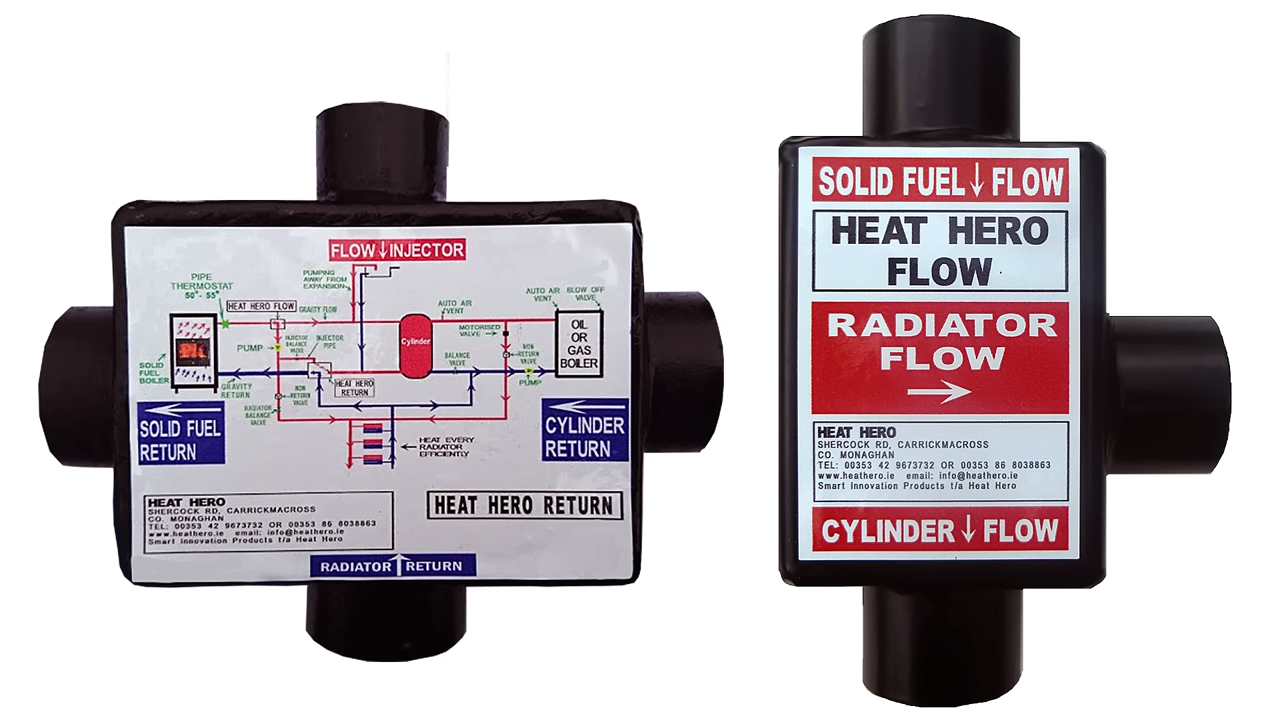 FLOW↓INJECTOR
PIPE
THERMOSTAT
50°- 55°
HEAT HERO FLOW
PUMPING
AWAY FROM
EXPANSION
GRAVITY FLOW
AUTO AIR
VENT
AUTO AIR
VENT
BLOW OFF
VALVE
MOTORISED
VALVE
OIL
OR
GAS
BOILER
Cylinder
PUMP
INJECTOR
BALANCE
VALVE
INJECTOR
PIPE
BALANCE
VALVE
NON
RETURN
VALVE
PUMP
SOLID
FUEL
BOILER
GRAVITY
RETURN
HEAT HERO
RETURN
NON
RETURN
VALVE
RADIATOR
BALANCE
VALVE
HEAT EVERY
RADIATOR
EFFICIENTLY
SOLID FUEL
RETURN
CYLINDER
RETURN
HEAT HERO
SHERCOCK RD, CARRICKMACROSS
CO. MONAGHAN
TEL: 00353 42 9673732 OR 00353 86 8038863
www.heathero.ie email: info@heathero.ie
Smart Innovation Products t/a Heat Hero
HEAT HERO RETURN
RADIATOR↑RETURN
SOLID FUEL↓FLOW
HEAT HERO
FLOW
RADIATOR
FLOW
→
HEAT HERO
SHERCOCK RD, CARRICKMACROSS
CO. MONAGHAN
TEL: 00353 42 9673732 OR 00353 86 8038863
www.heathero.ie email: info@heathero.ie
Smart Innovation Products t/a Heat Hero
CYLINDER↓FLOW